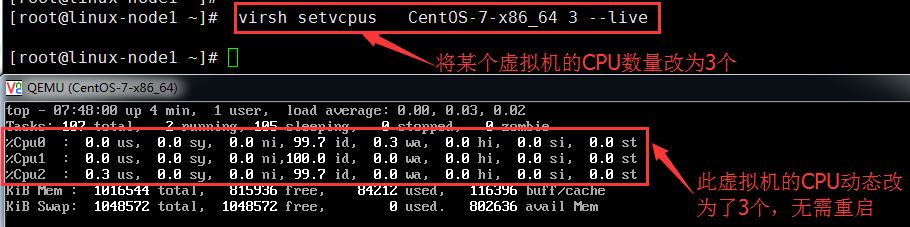 [root@linux-node1 ~]#
[root@linux-node1 ~]# virsh setvcpus CentOS-7-x86_64 3 --live
[root@linux-node1 ~]#
将某个虚拟机的CPU数量改为3个
QEMU (CentOS-7-x86_64)
top - 07:48:00 up 4 min, 1 user, load average: 0.00, 0.03, 0.02
Tasks: 107 total, 2 running, 105 sleeping, 0 stopped, 0 zombie
%Cpu0 : 0.0 us, 0.0 sy, 0.0 ni, 99.7 id, 0.3 wa, 0.0 hi, 0.0 si, 0.0 st
%Cpu1 : 0.0 us, 0.0 sy, 0.0 ni,100.0 id, 0.0 wa, 0.0 hi, 0.0 si, 0.0 st
%Cpu2 : 0.3 us, 0.0 sy, 0.0 ni, 99.7 id, 0.0 wa, 0.0 hi, 0.0 si, 0.0 st
KiB Mem : 1016544 total, 815936 free, 84212 used, 116396 buff/cache
KiB Swap: 1048572 total, 1048572 free, 0 used. 802636 avail Mem
此虚拟机的CPU动态改
为了3个，无需重启